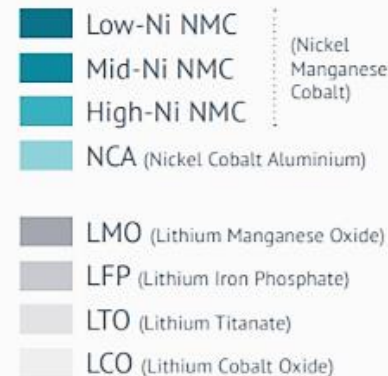 Low-Ni NMC
Mid-Ni NMC
High-Ni NMC
(Nickel
Manganese
Cobalt)
NCA (Nickel Cobalt Aluminium)
LMO (Lithium Manganese Oxide)
LFP (Lithium Iron Phosphate)
LTO (Lithium Titanate)
LCO (Lithium Cobalt Oxide)